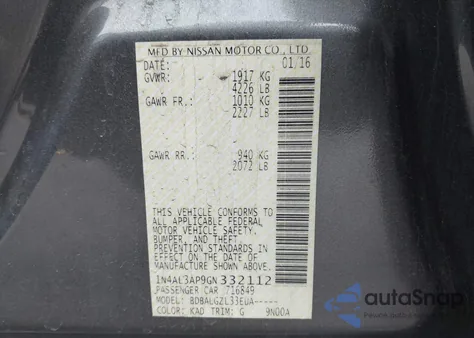 MFD BY NISSAN MOTOR CO., LTD.
DATE: 01/16
GVWR: 1917 KG
4226 LB
GAWR FR.: 1010 KG
2227 LB
GAWR RR.: 940 KG
2072 LB
THIS VEHICLE CONFORMS TO
ALL APPLICABLE FEDERAL
MOTOR VEHICLE SAFETY,
BUMPER, AND THEFT
PREVENTION STANDARDS IN
EFFECT ON THE DATE OF
MANUFACTURE SHOWN ABOVE.
1N4AL3AP9GN332112
PASSENGER CAR 716849
MODEL: BDBALGZL33EUA-----
COLOR: KAD TRIM: G 9N00A
autoSnap